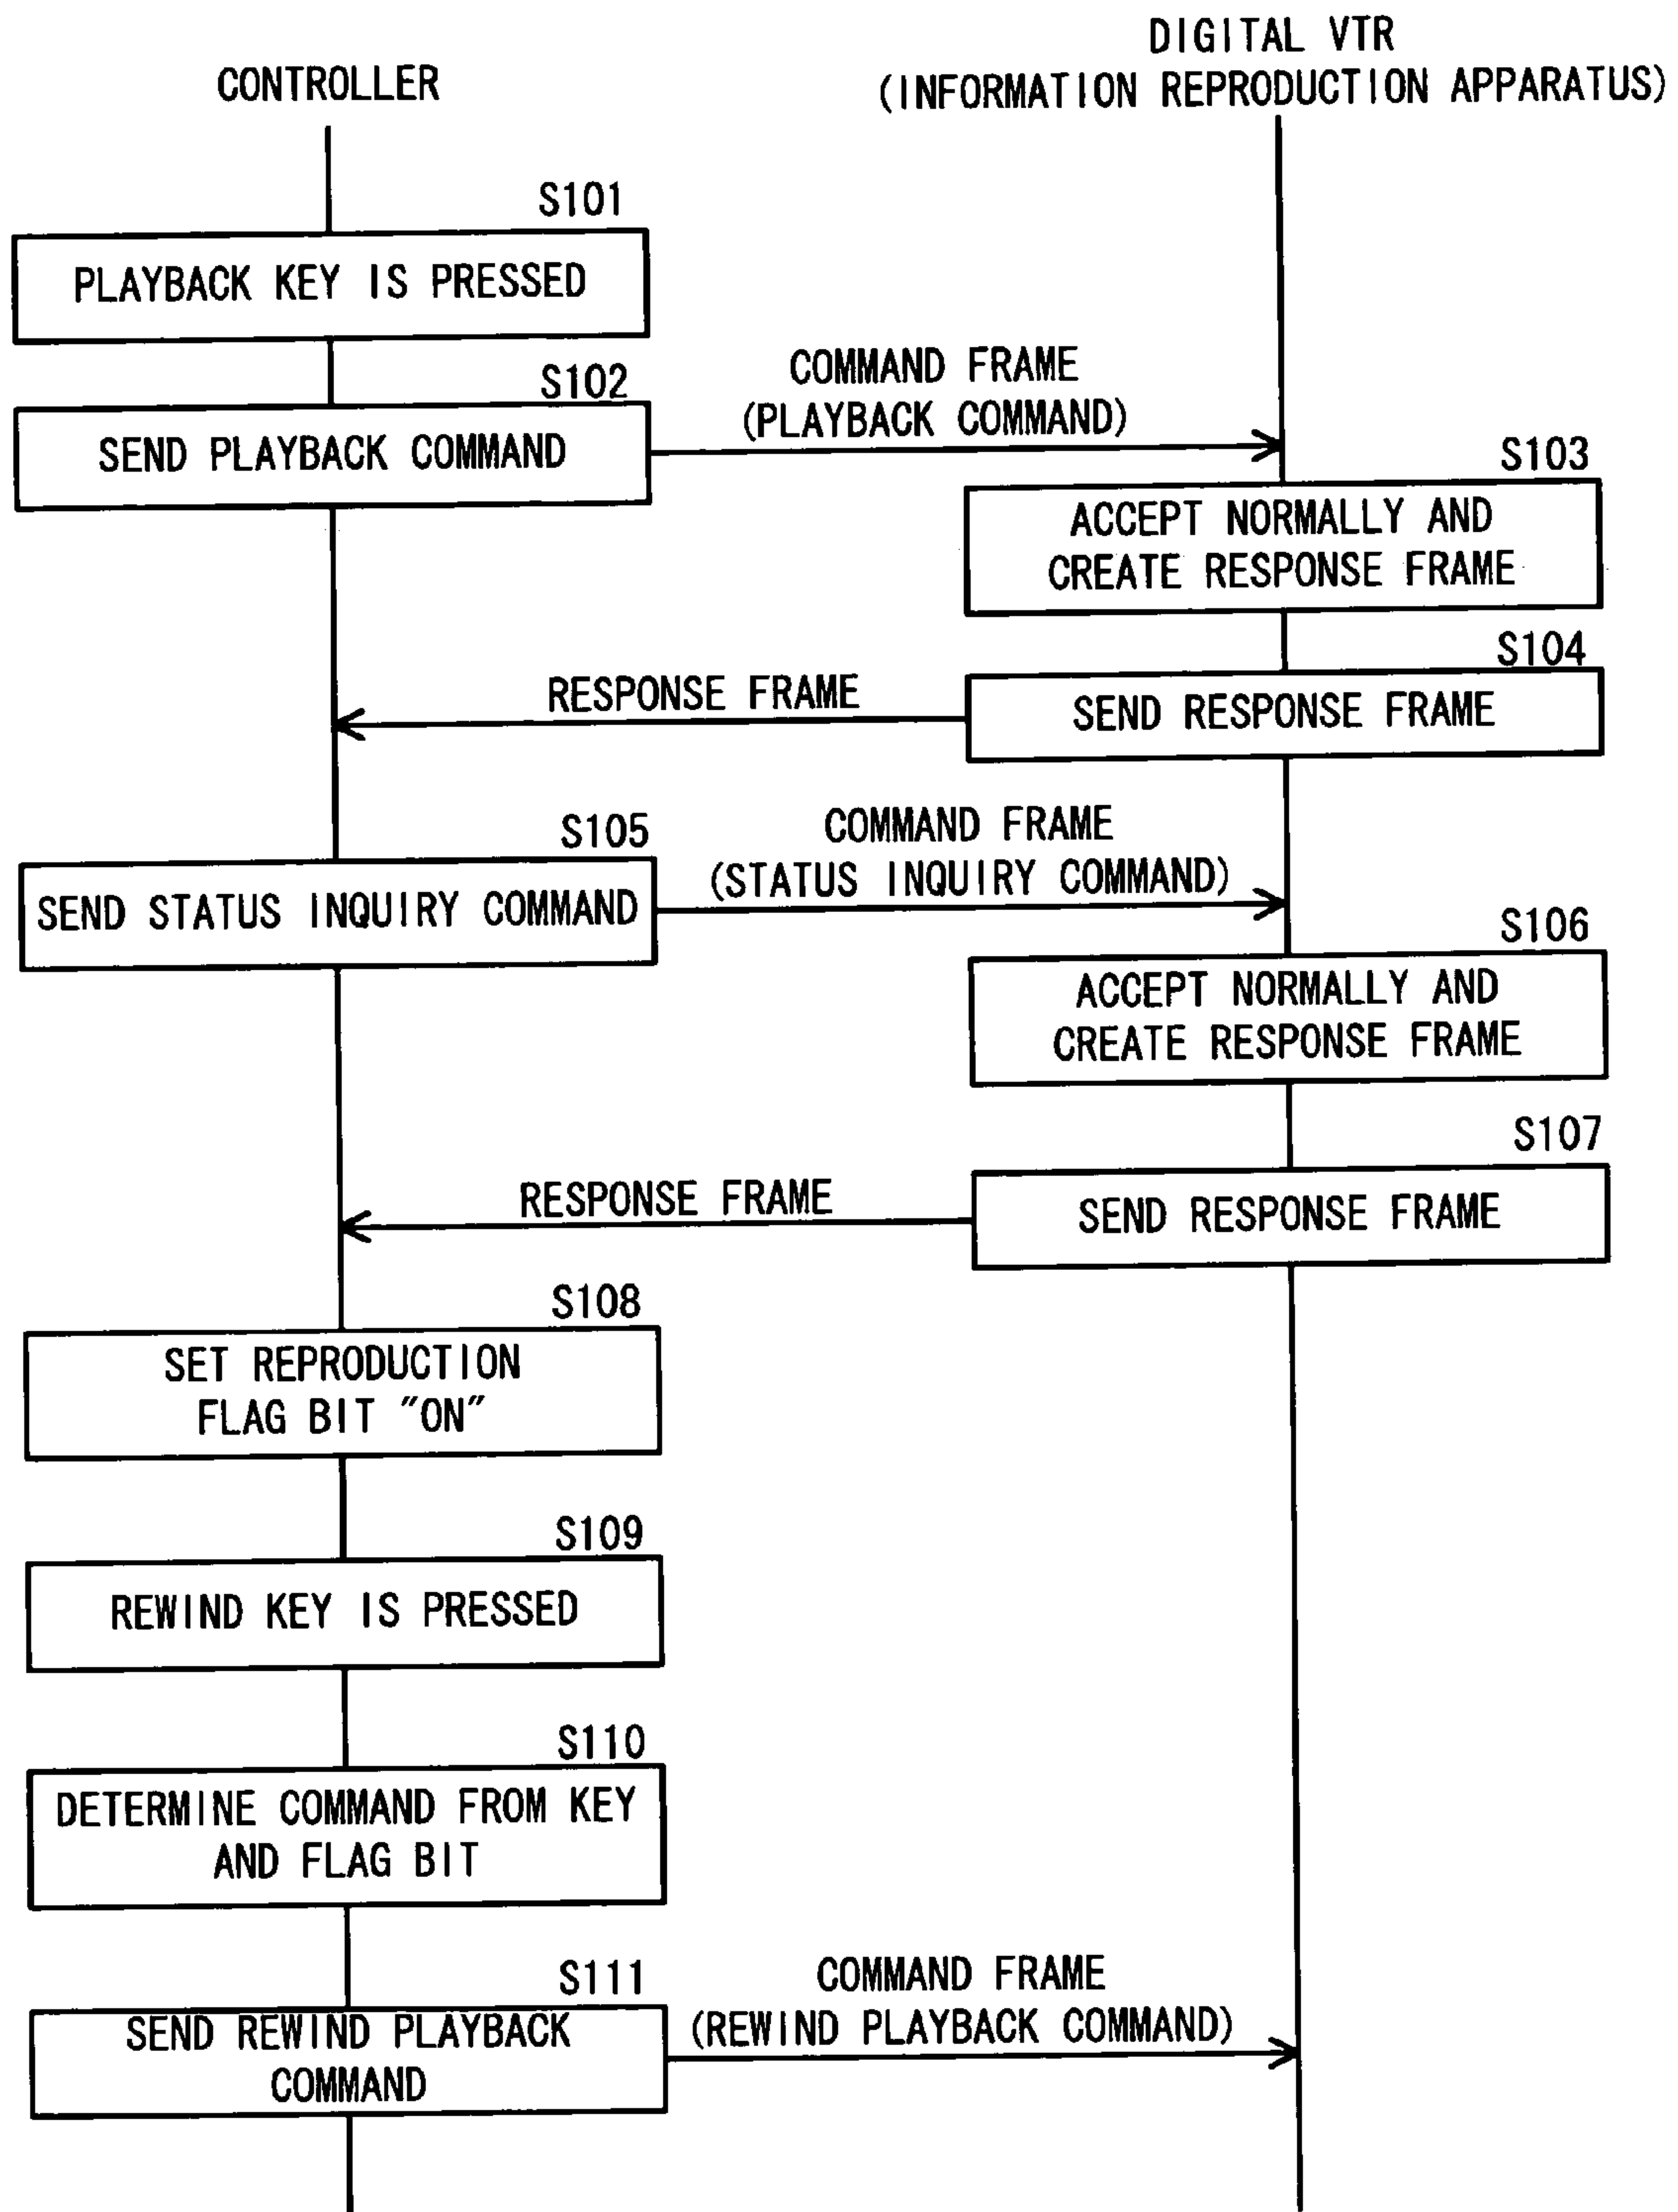 DIGITAL VTR
(INFORMATION REPRODUCTION APPARATUS)
CONTROLLER
S101
PLAYBACK KEY IS PRESSED
S102
SEND PLAYBACK COMMAND
COMMAND FRAME
(PLAYBACK COMMAND)
S103
ACCEPT NORMALLY AND
CREATE RESPONSE FRAME
S104
SEND RESPONSE FRAME
RESPONSE FRAME
S105
SEND STATUS INQUIRY COMMAND
COMMAND FRAME
(STATUS INQUIRY COMMAND)
S106
ACCEPT NORMALLY AND
CREATE RESPONSE FRAME
S107
SEND RESPONSE FRAME
RESPONSE FRAME
S108
SET REPRODUCTION
FLAG BIT "ON"
S109
REWIND KEY IS PRESSED
S110
DETERMINE COMMAND FROM KEY
AND FLAG BIT
S111
SEND REWIND PLAYBACK
COMMAND
COMMAND FRAME
(REWIND PLAYBACK COMMAND)